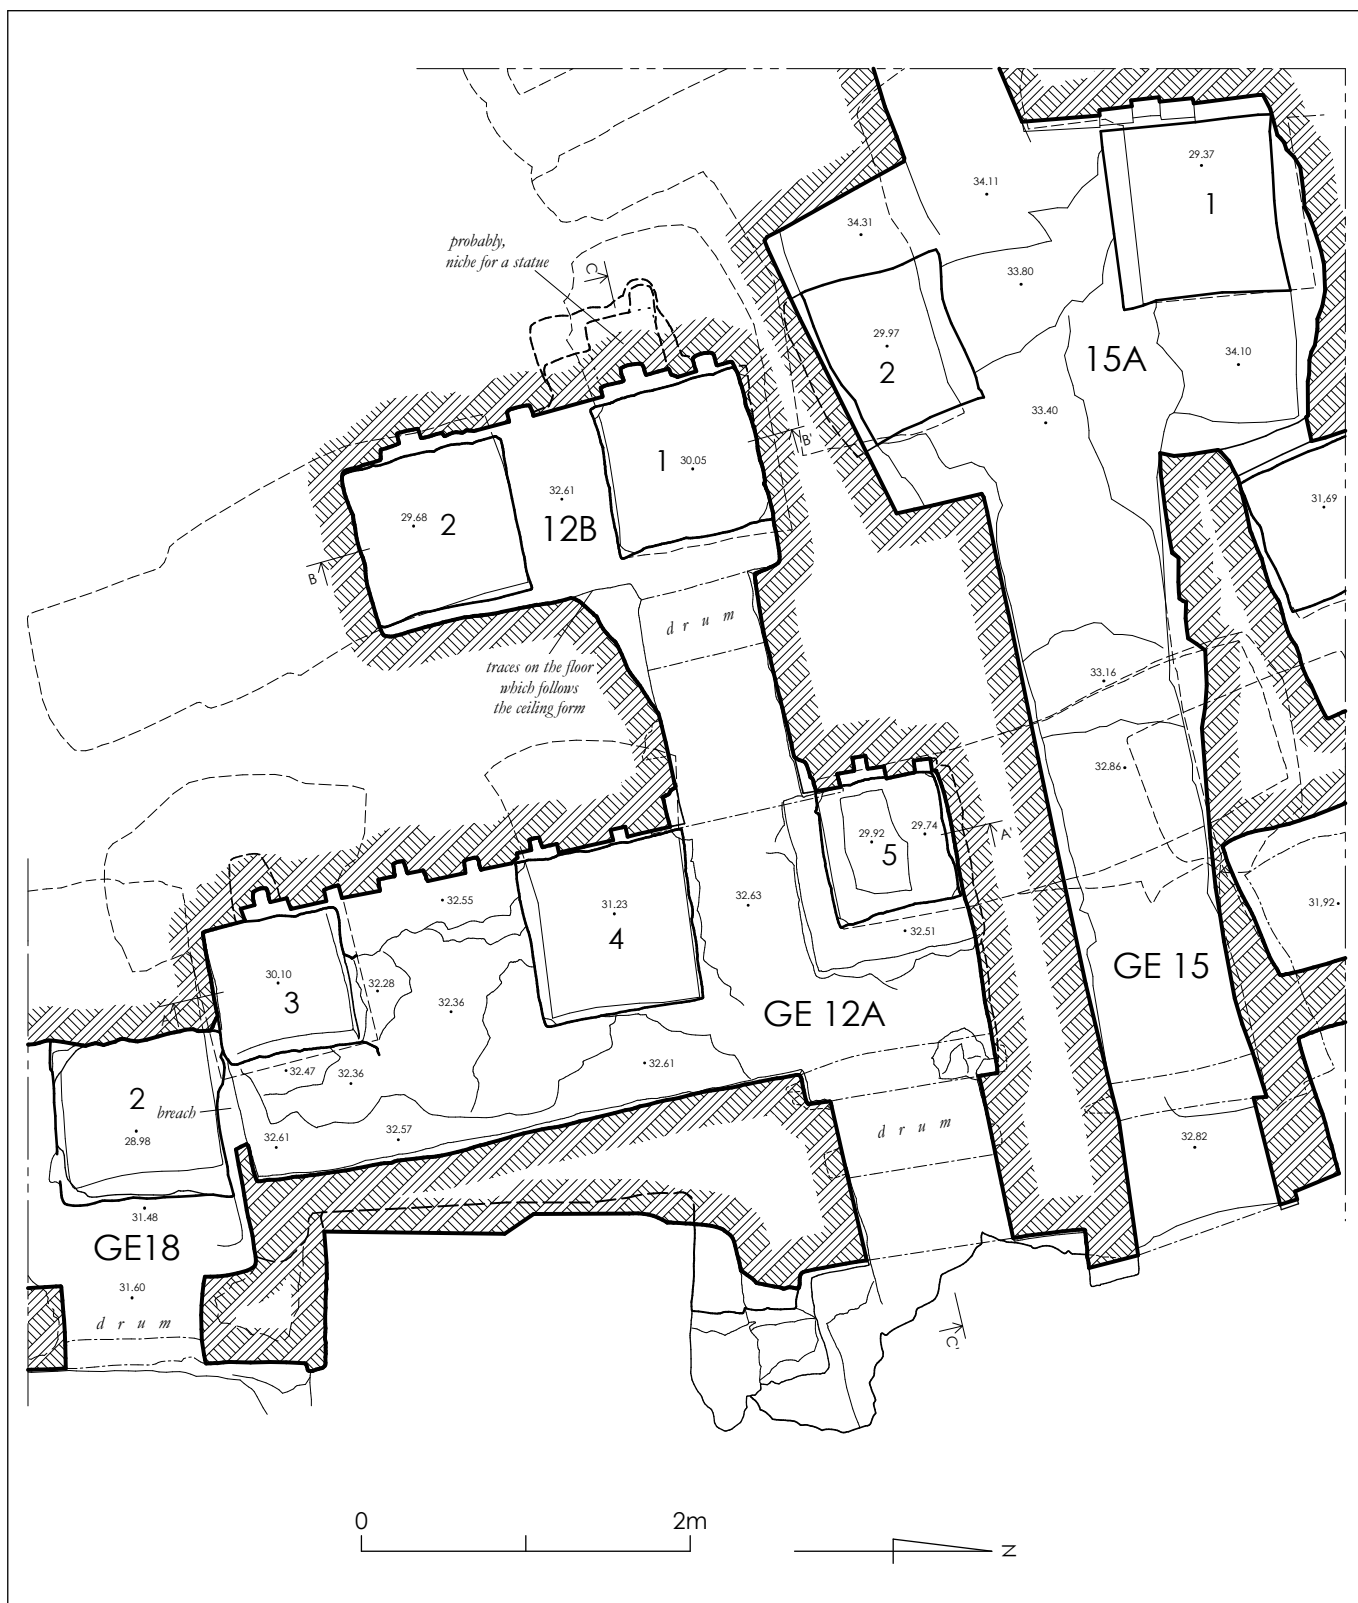 29.37
1
34.11
34.31
probably,
niche for a statue
C
33.80
29.97
2
34.10
15A
33.40
B'
1
30.05
32.61
31,69
29.68
2
12B
B
drum
traces on the floor
which follows
the ceiling form
33.16
32.86
29.92
29.74
A'
5
32.55
32.63
31,92
31.23
4
32.51
30.10
3
32.28
32.36
GE 15
A
GE 12A
32.47
32.36
32.61
2
breach
28.98
32.61
32.57
drum
32.82
31.48
GE18
31.60
drum
C'
0
2m
N